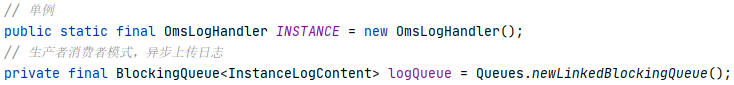 // 单例
public static final OmsLogHandler INSTANCE = new OmsLogHandler();
// 生产者消费者模式，异步上传日志
private final BlockingQueue<InstanceLogContent> logQueue = Queues.newLinkedBlockingQueue();